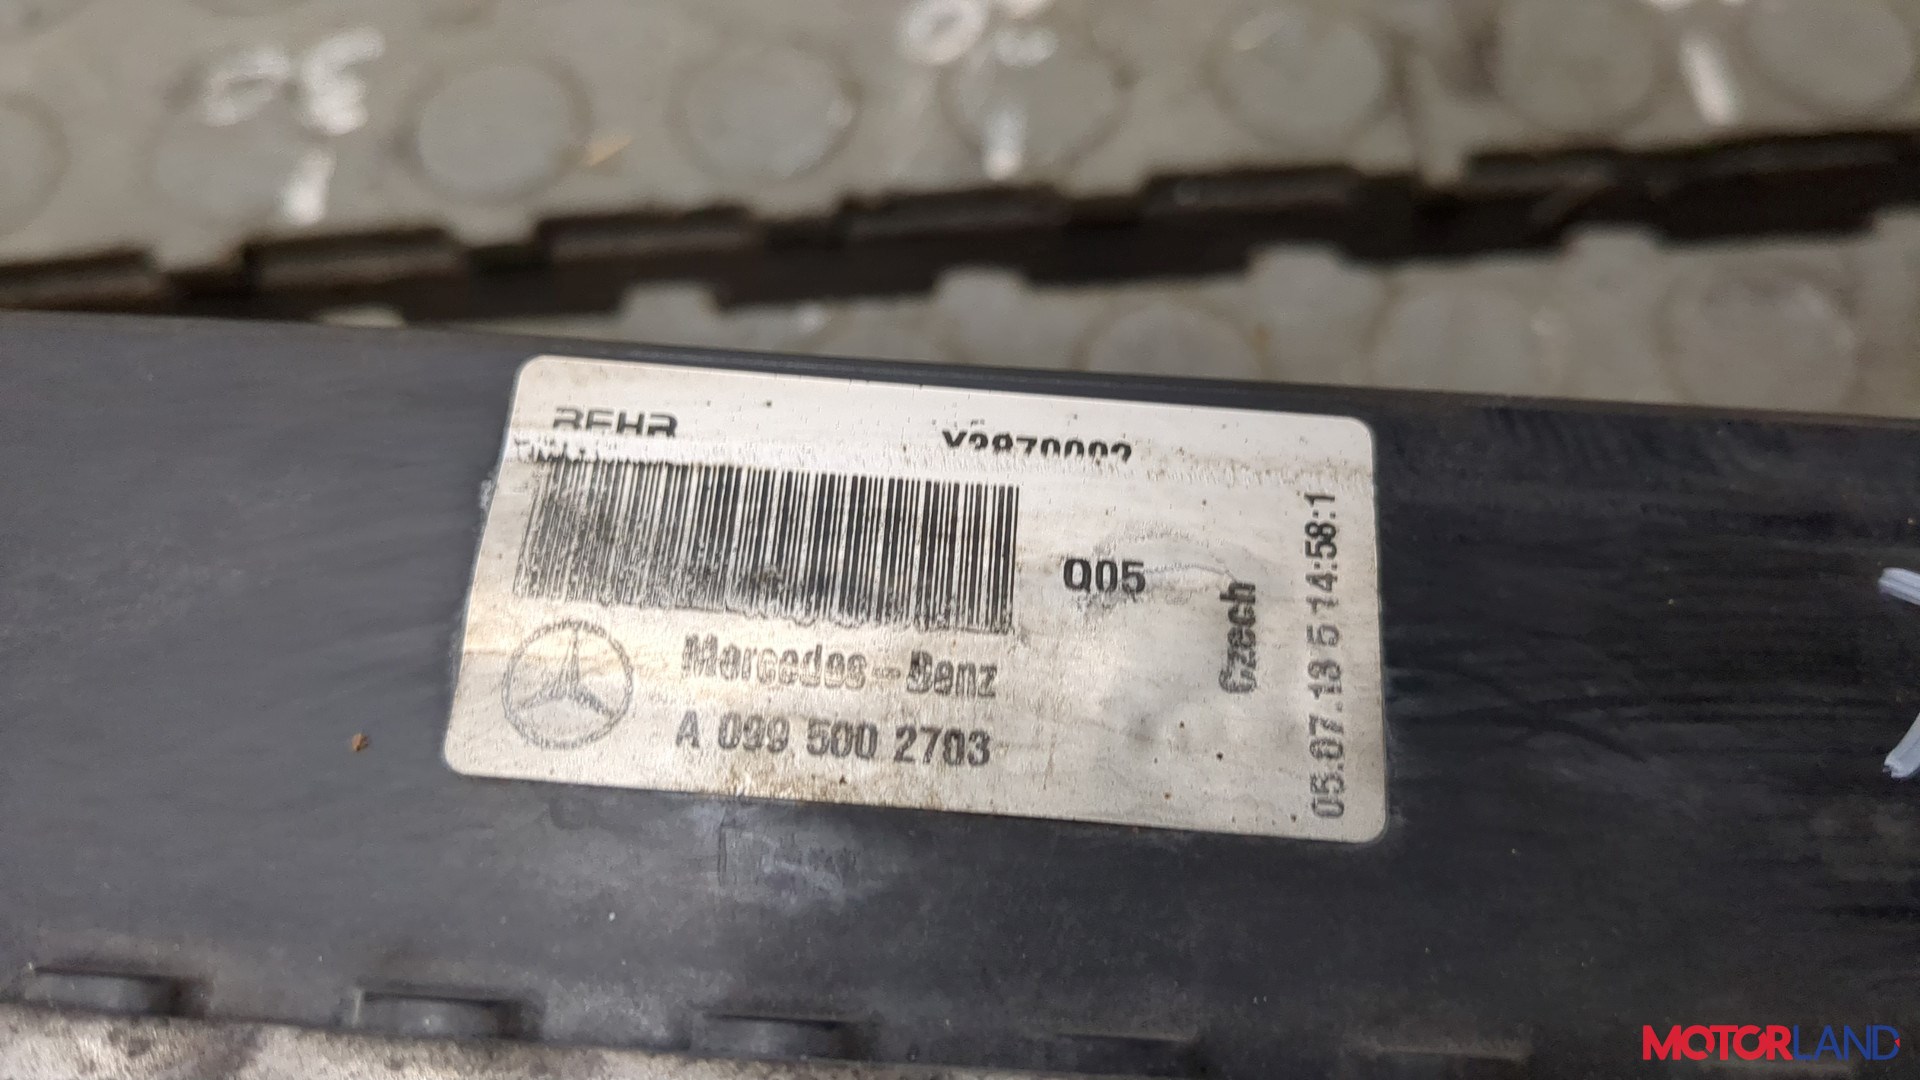 BEHR
Q05
Mercedes-Benz
A 099 500 2703
Czech
05.07.13 5 14:58:1
MOTORLAND